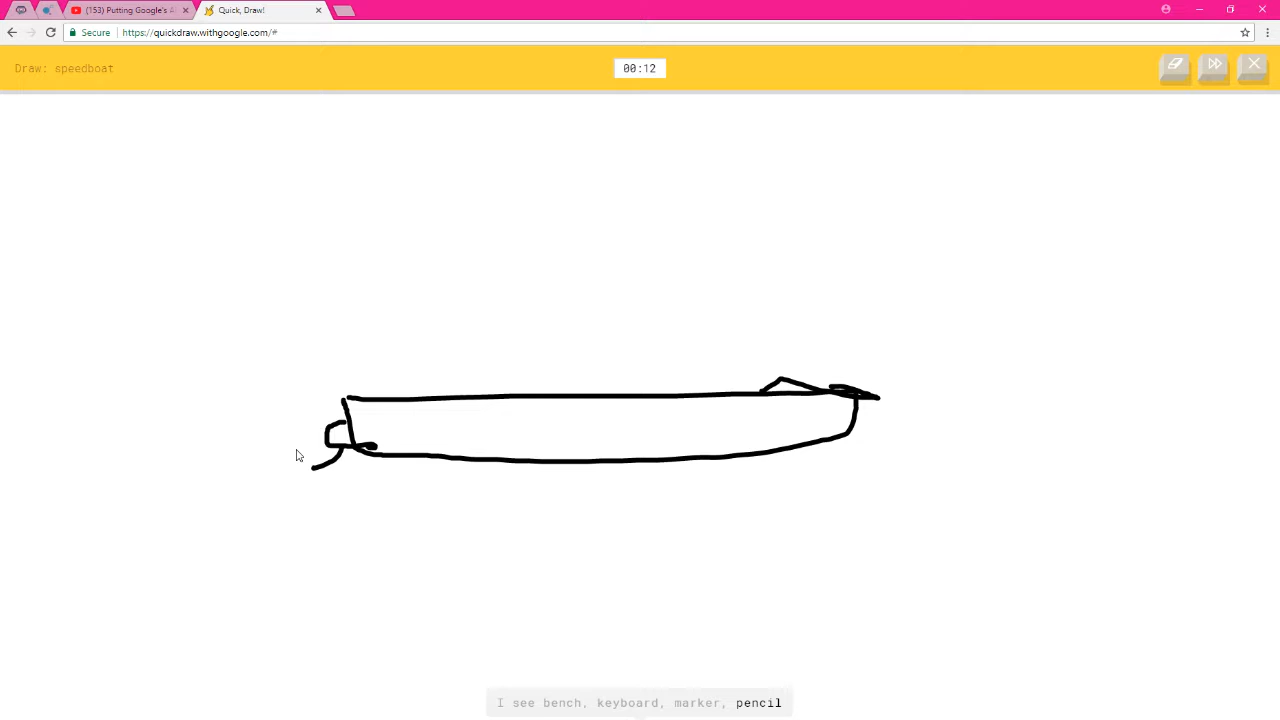 (153) Putting Google's A
Quick, Draw!
Secure
https://quickdraw.withgoogle.com/#
Draw: speedboat
00:12
I see bench, keyboard, marker, pencil